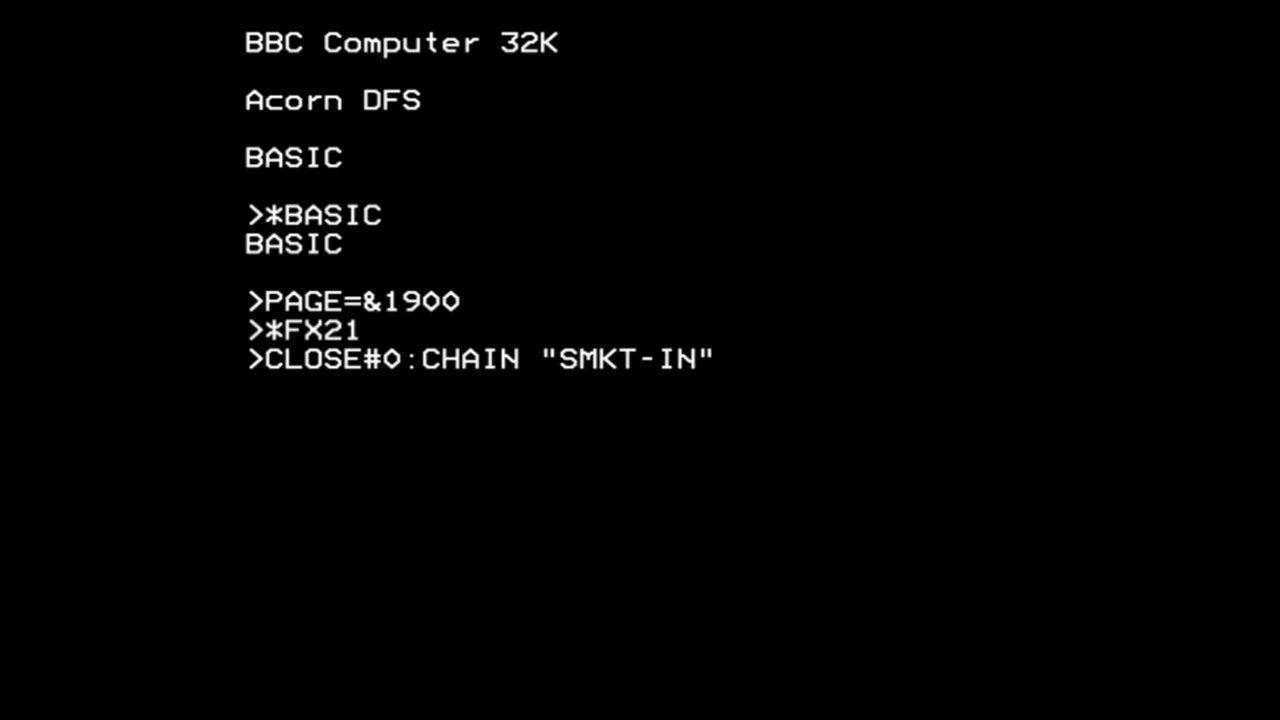 BBC Computer 32K
Acorn DFS
BASIC
>*BASIC
BASIC
>PAGE=&1900
>*FX21
>CLOSE#0:CHAIN "SMKT-IN"